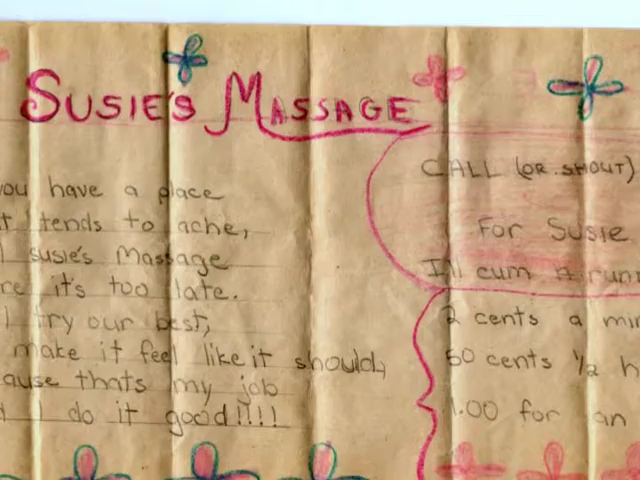 SUSIE'S MASSAGE
you have a place
t tends to ache,
l susie's Massage
re it's too late.
l try our best,
make it feel like it should,
ause thats my job
d I do it good!!!!
CALL (OR SHOUT)
For Susie
I'll cum a runn
2 cents a min
50 cents ½ h
1.00 for an